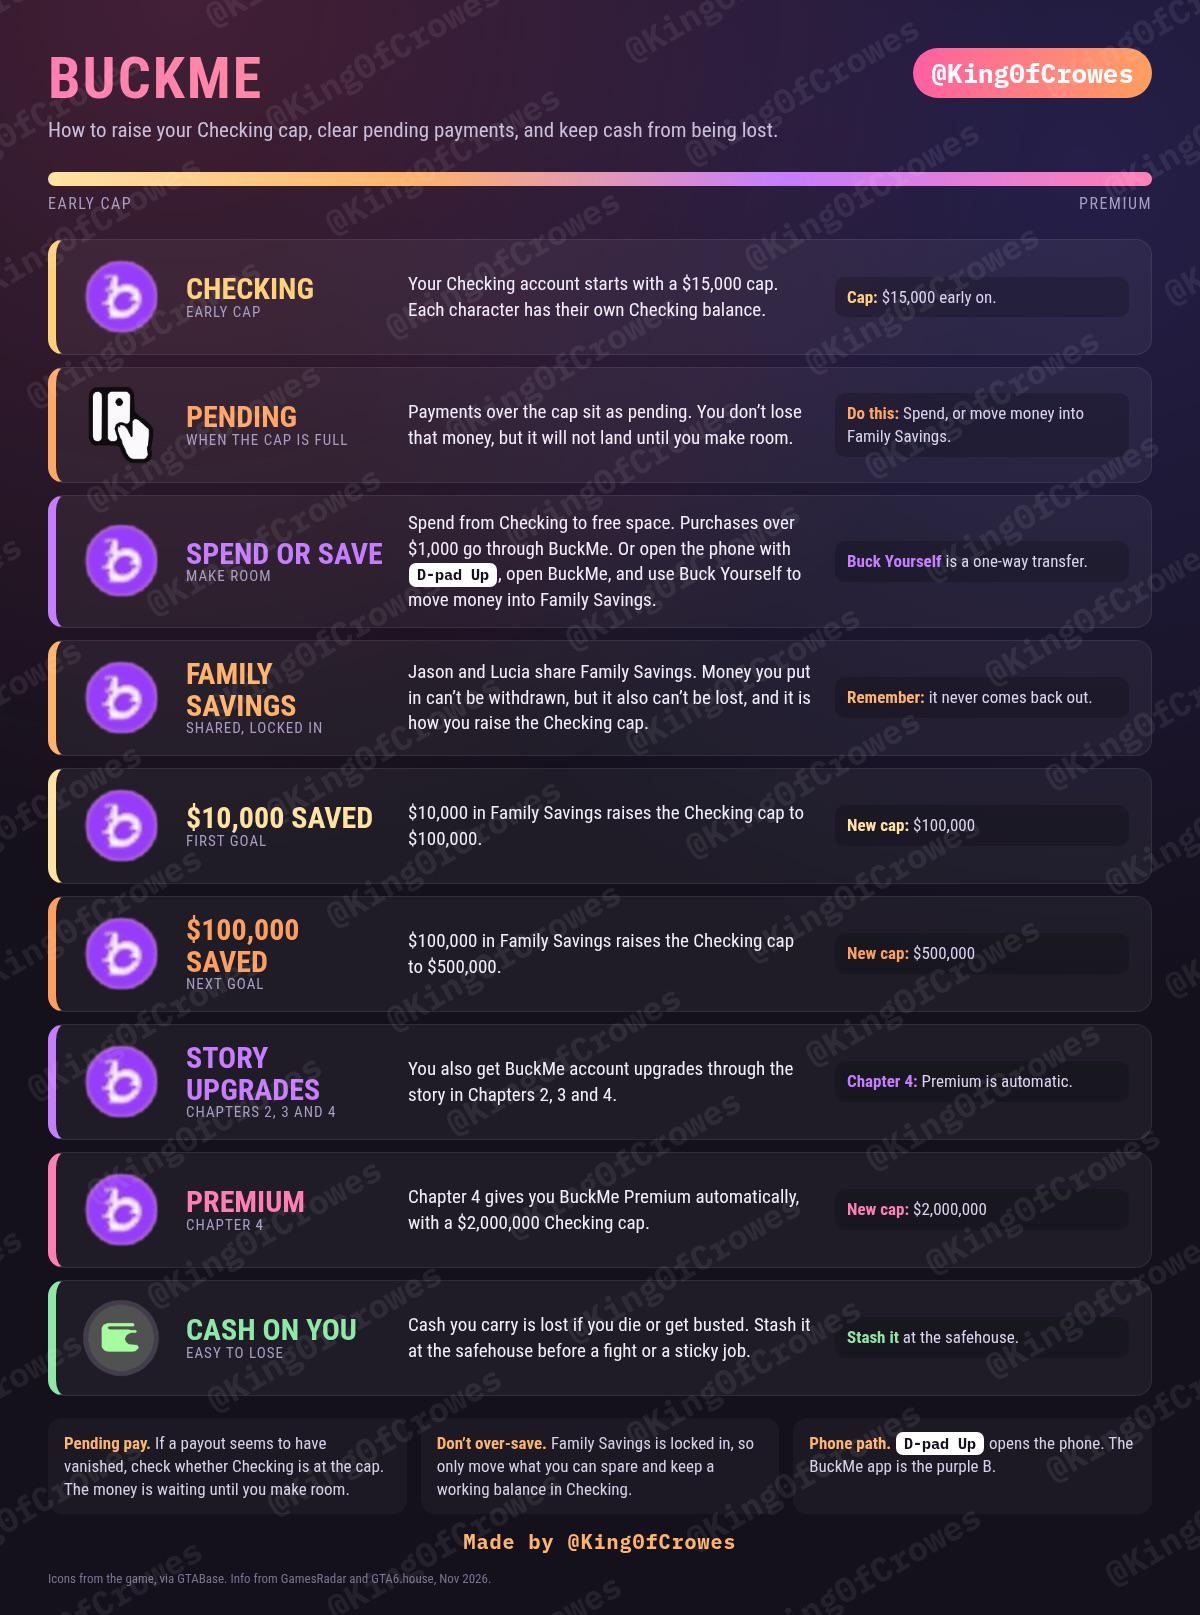 BUCKME
@KingOfCrowes
How to raise your Checking cap, clear pending payments, and keep cash from being lost.
EARLY CAP
PREMIUM
CHECKING
EARLY CAP
Your Checking account starts with a $15,000 cap.
Each character has their own Checking balance.
Cap: $15,000 early on.
PENDING
WHEN THE CAP IS FULL
Payments over the cap sit as pending. You don’t lose
that money, but it will not land until you make room.
Do this: Spend, or move money into
Family Savings.
SPEND OR SAVE
MAKE ROOM
Spend from Checking to free space. Purchases over
$1,000 go through BuckMe. Or open the phone with
D-pad Up, open BuckMe, and use Buck Yourself to
move money into Family Savings.
Buck Yourself is a one-way transfer.
FAMILY
SAVINGS
SHARED, LOCKED IN
Jason and Lucia share Family Savings. Money you put
in can’t be withdrawn, but it also can’t be lost, and it is
how you raise the Checking cap.
Remember: it never comes back out.
$10,000 SAVED
FIRST GOAL
$10,000 in Family Savings raises the Checking cap to
$100,000.
New cap: $100,000
$100,000
SAVED
NEXT GOAL
$100,000 in Family Savings raises the Checking cap
to $500,000.
New cap: $500,000
STORY
UPGRADES
CHAPTERS 2, 3 AND 4
You also get BuckMe account upgrades through the
story in Chapters 2, 3 and 4.
Chapter 4: Premium is automatic.
PREMIUM
CHAPTER 4
Chapter 4 gives you BuckMe Premium automatically,
with a $2,000,000 Checking cap.
New cap: $2,000,000
CASH ON YOU
EASY TO LOSE
Cash you carry is lost if you die or get busted. Stash it
at the safehouse before a fight or a sticky job.
Stash it at the safehouse.
Pending pay. If a payout seems to have
vanished, check whether Checking is at the cap.
The money is waiting until you make room.
Don’t over-save. Family Savings is locked in, so
only move what you can spare and keep a
working balance in Checking.
Phone path. D-pad Up opens the phone. The
BuckMe app is the purple B.
Made by @KingOfCrowes
Icons from the game, via GTABase. Info from GamesRadar and GTA6.house, Nov 2026.